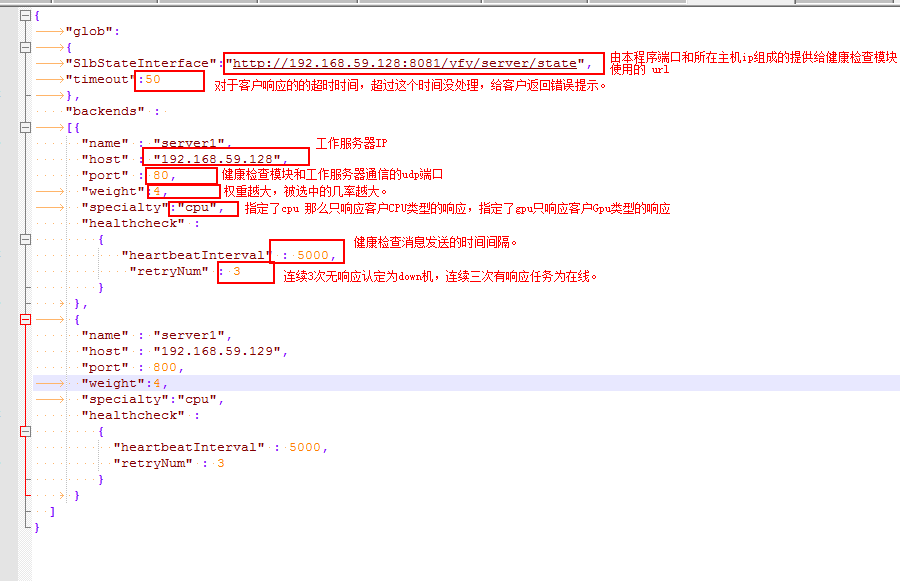 {
"glob":
{
"SlbStateInterface":"http://192.168.59.128:8081/vfv/server/state", 由本程序端口和所在主机ip组成的提供给健康检查模块
使用的 url
"timeout":50 对于客户响应的的超时时间，超过这个时间没处理，给客户返回错误提示。
},
"backends" :
[{
"name" : "server1", 工作服务器IP
"host" : "192.168.59.128",
"port" : 80, 健康检查模块和工作服务器通信的udp端口
"weight":4, 权重越大，被选中的几率越大。
"specialty":"cpu", 指定了cpu 那么只响应客户CPU类型的响应，指定了gpu只响应客户Gpu类型的响应
"healthcheck" :
{ 健康检查消息发送的时间间隔。
"heartbeatInterval" : 5000,
"retryNum" : 3 连续3次无响应认定为down机，连续三次有响应任务为在线。
}
},
{
"name" : "server1",
"host" : "192.168.59.129",
"port" : 800,
"weight":4,
"specialty":"cpu",
"healthcheck" :
{
"heartbeatInterval" : 5000,
"retryNum" : 3
}
}
]
}